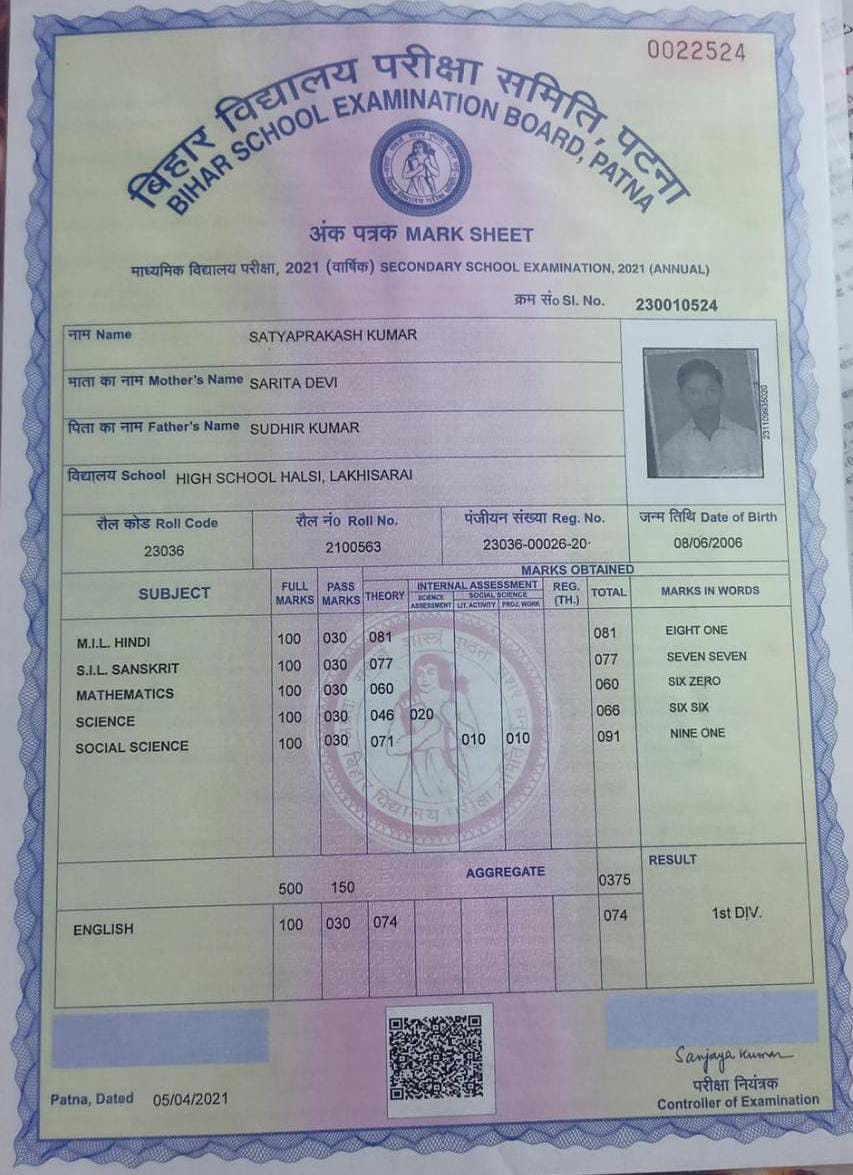 0022524
बिहार विद्यालय परीक्षा समिति, पटना
BIHAR SCHOOL EXAMINATION BOARD, PATNA
अंक पत्रक MARK SHEET
माध्यमिक विद्यालय परीक्षा, 2021 (वार्षिक) SECONDARY SCHOOL EXAMINATION, 2021 (ANNUAL)
क्रम सं० Sl. No. 230010524
नाम Name SATYAPRAKASH KUMAR
माता का नाम Mother's Name SARITA DEVI
पिता का नाम Father's Name SUDHIR KUMAR
विद्यालय School HIGH SCHOOL HALSI, LAKHISARAI
231109935020
रौल कोड Roll Code रौल नं० Roll No. पंजीयन संख्या Reg. No. जन्म तिथि Date of Birth
23036 2100563 23036-00026-20 08/06/2006
MARKS OBTAINED
SUBJECT FULL MARKS PASS MARKS THEORY INTERNAL ASSESSMENT REG. (TH.) TOTAL MARKS IN WORDS
SCIENCE ASSESSMENT SOCIAL SCIENCE LIT. ACTIVITY PROJ. WORK
M.I.L. HINDI 100 030 081 081 EIGHT ONE
S.I.L. SANSKRIT 100 030 077 077 SEVEN SEVEN
MATHEMATICS 100 030 060 060 SIX ZERO
SCIENCE 100 030 046 020 066 SIX SIX
SOCIAL SCIENCE 100 030 071 010 010 091 NINE ONE
बिहार विद्यालय परीक्षा समिति
500 150 AGGREGATE 0375 RESULT
ENGLISH 100 030 074 074 1st DIV.
Sanjaya Kumar
परीक्षा नियंत्रक
Patna, Dated 05/04/2021 Controller of Examination